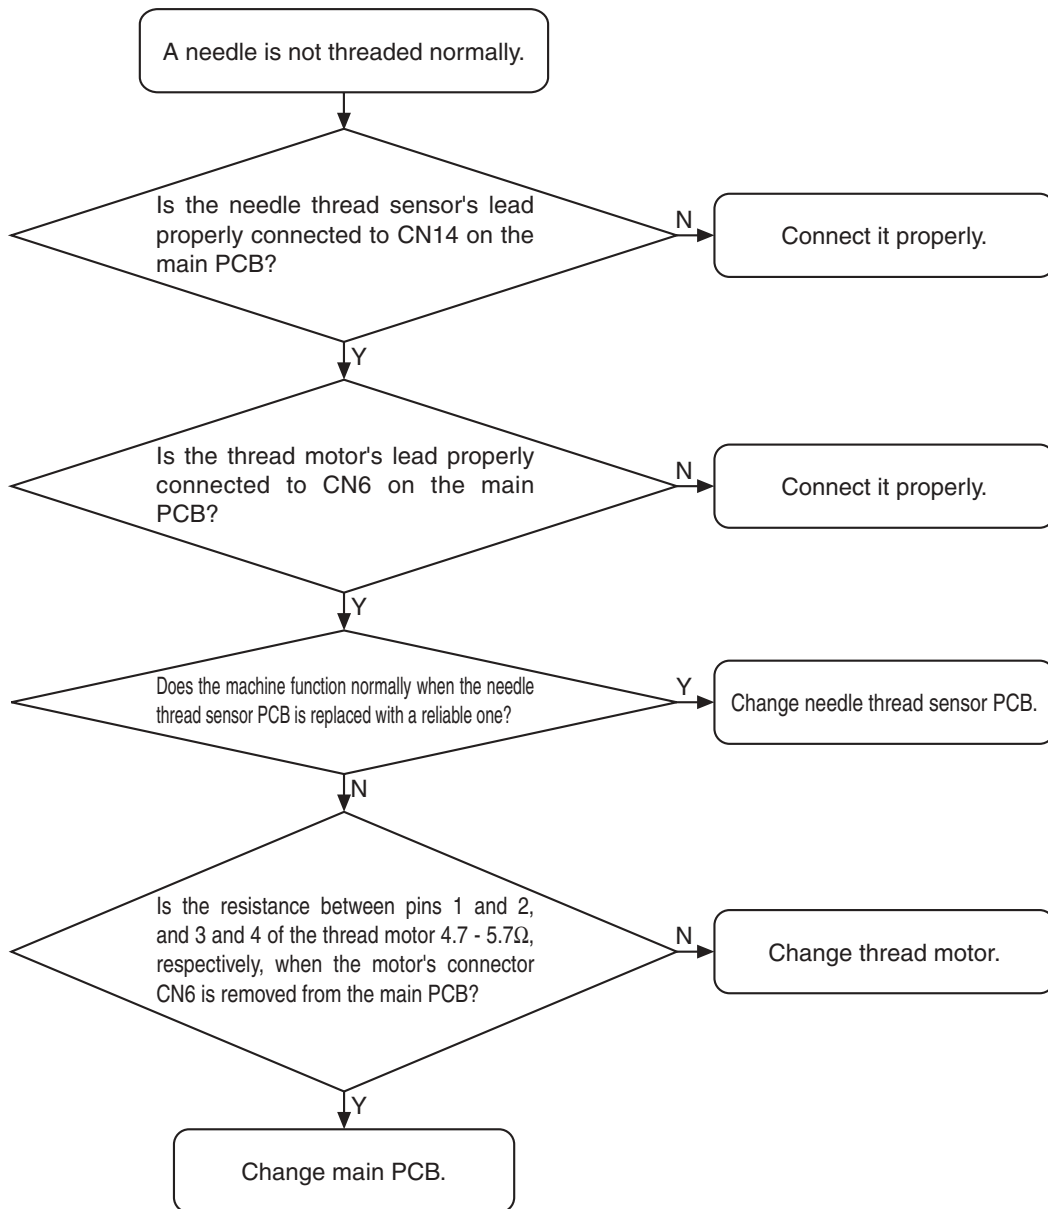 A needle is not threaded normally.
Is the needle thread sensor's lead
properly connected to CN14 on the
main PCB?
N
Connect it properly.
Y
Is the thread motor's lead properly
connected to CN6 on the main
PCB?
N
Connect it properly.
Y
Does the machine function normally when the needle
thread sensor PCB is replaced with a reliable one?
Y
Change needle thread sensor PCB.
N
Is the resistance between pins 1 and 2,
and 3 and 4 of the thread motor 4.7 - 5.7Ω,
respectively, when the motor's connector
CN6 is removed from the main PCB?
N
Change thread motor.
Y
Change main PCB.